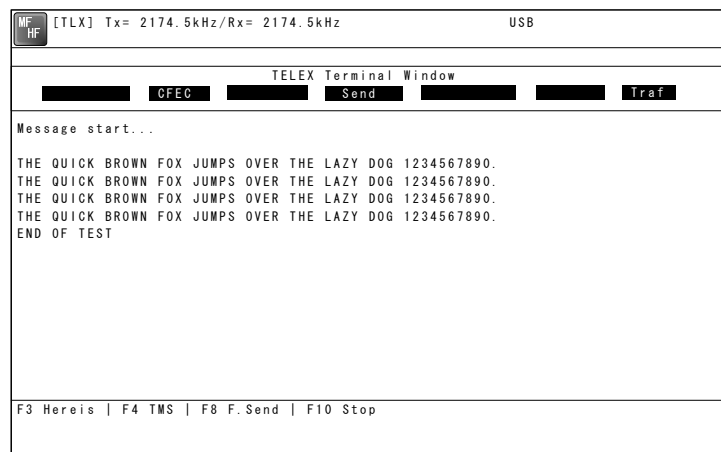 MF
HF
[TLX] Tx= 2174.5kHz/Rx= 2174.5kHz USB
TELEX Terminal Window
CFEC Send Traf
Message start...
THE QUICK BROWN FOX JUMPS OVER THE LAZY DOG 1234567890.
THE QUICK BROWN FOX JUMPS OVER THE LAZY DOG 1234567890.
THE QUICK BROWN FOX JUMPS OVER THE LAZY DOG 1234567890.
THE QUICK BROWN FOX JUMPS OVER THE LAZY DOG 1234567890.
END OF TEST
F3 Hereis | F4 TMS | F8 F.Send | F10 Stop